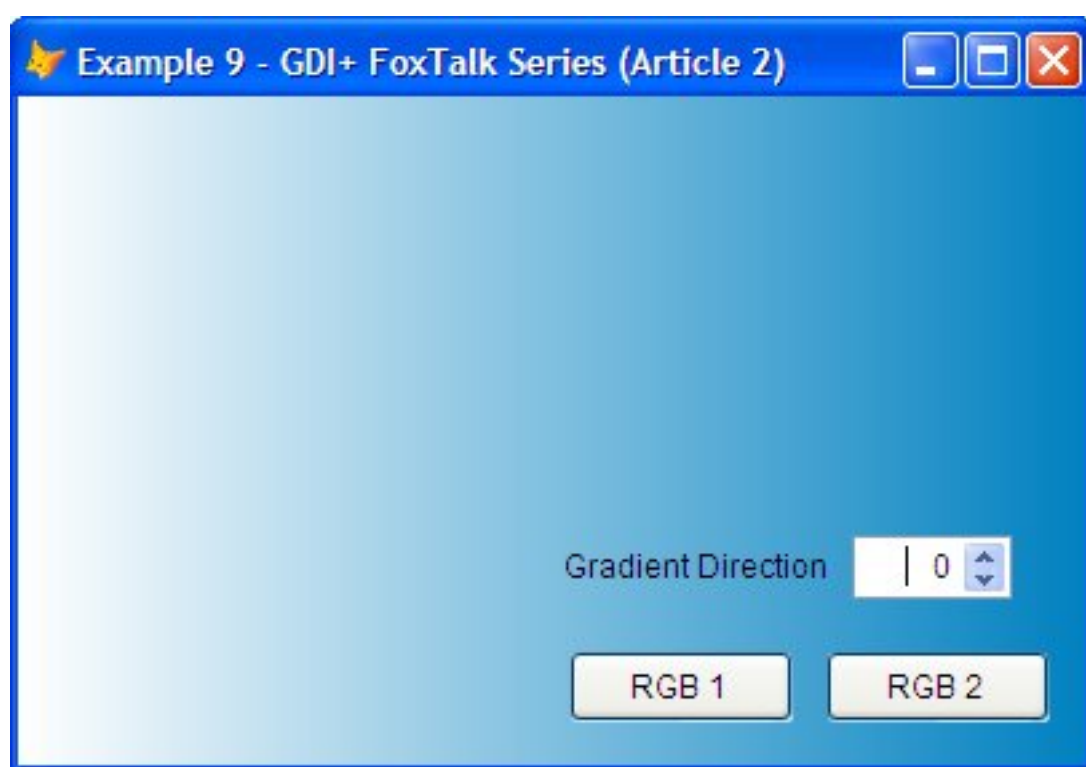 Example 9 - GDI+ FoxTalk Series (Article 2)
Gradient Direction 0
RGB 1 RGB 2